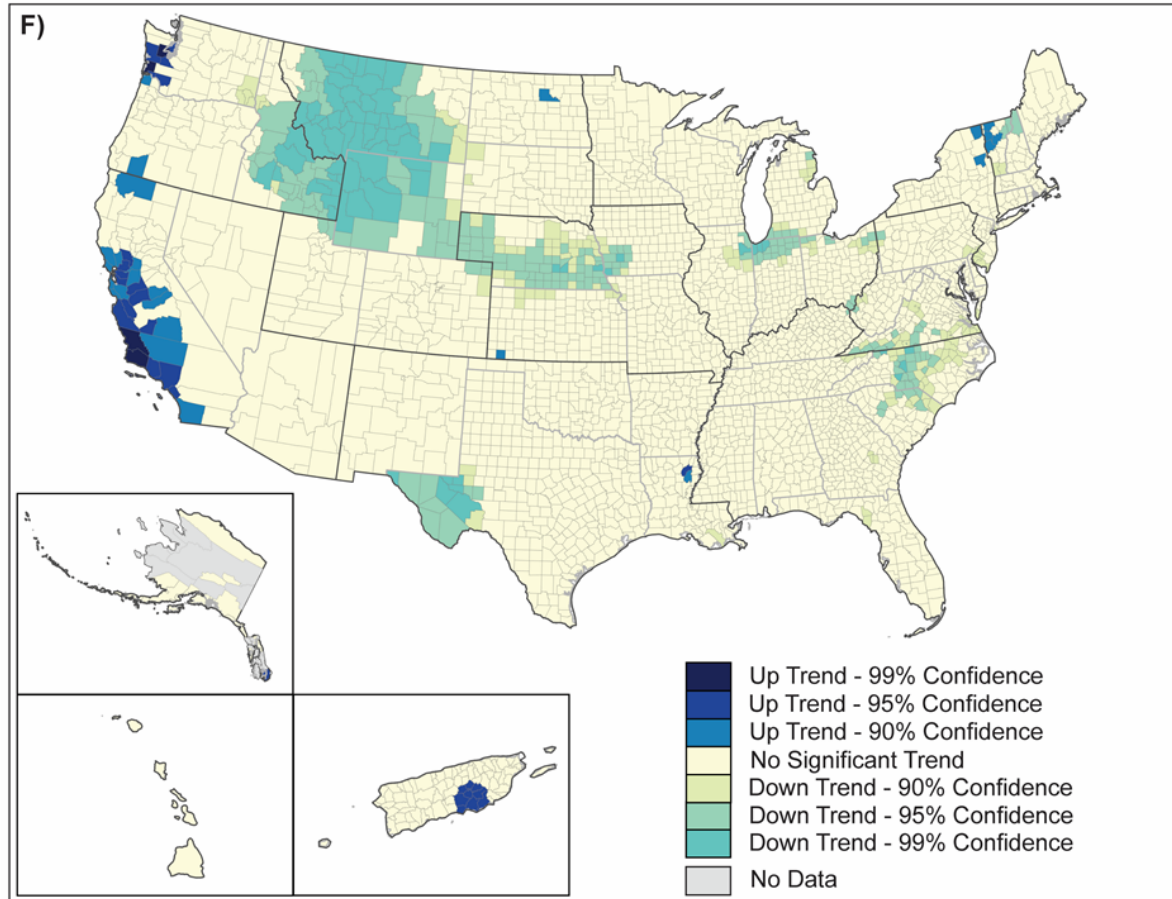 F)
Up Trend - 99% Confidence
Up Trend - 95% Confidence
Up Trend - 90% Confidence
No Significant Trend
Down Trend - 90% Confidence
Down Trend - 95% Confidence
Down Trend - 99% Confidence
No Data